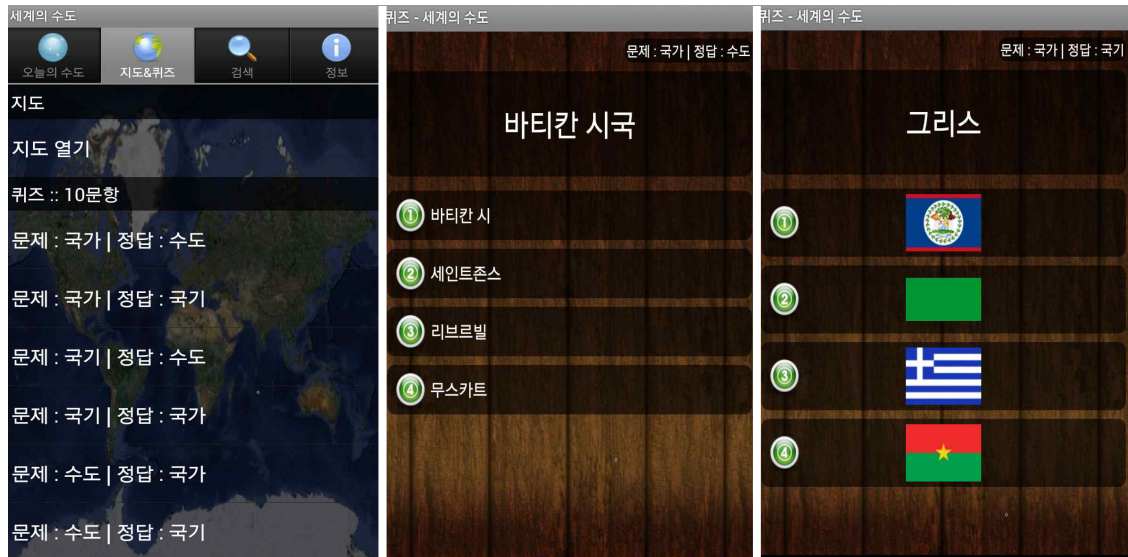 세계의 수도
오늘의 수도
지도&퀴즈
검색
정보
지도
지도 열기
퀴즈 :: 10문항
문제 : 국가 | 정답 : 수도
문제 : 국가 | 정답 : 국기
문제 : 국기 | 정답 : 수도
문제 : 국기 | 정답 : 국가
문제 : 수도 | 정답 : 국가
문제 : 수도 | 정답 : 국기
퀴즈 - 세계의 수도
문제 : 국가 | 정답 : 수도
바티칸 시국
1 바티칸 시
2 세인트존스
3 리브르빌
4 무스카트
퀴즈 - 세계의 수도
문제 : 국가 | 정답 : 국기
그리스
1
2
3
4